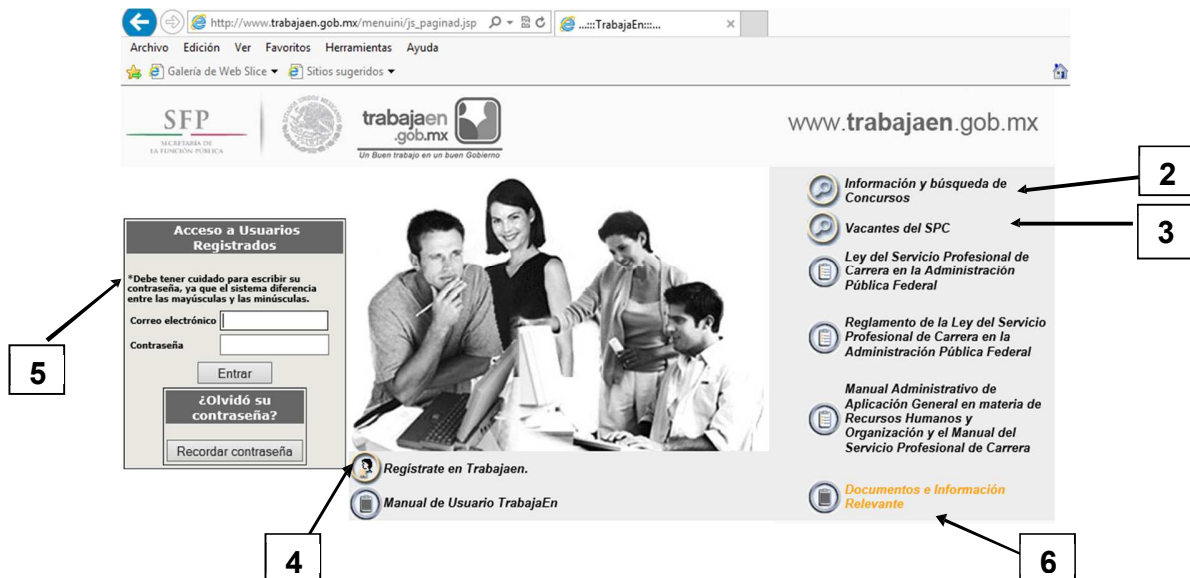 http://www.trabajaen.gob.mx/menuini/js_paginad.jsp
...:::TrabajaEn:::...
Archivo Edición Ver Favoritos Herramientas Ayuda
Galería de Web Slice Sitios sugeridos
SFP
SECRETARÍA DE
LA FUNCIÓN PÚBLICA
ESTADOS UNIDOS MEXICANOS
trabajaen
.gob.mx
Un Buen trabajo en un buen Gobierno
www.trabajaen.gob.mx
Información y búsqueda de
Concursos
2
Vacantes del SPC
3
Ley del Servicio Profesional de
Carrera en la Administración
Pública Federal
Reglamento de la Ley del Servicio
Profesional de Carrera en la
Administración Pública Federal
Manual Administrativo de
Aplicación General en materia de
Recursos Humanos y
Organización y el Manual del
Servicio Profesional de Carrera
Documentos e Información
Relevante
6
Acceso a Usuarios
Registrados
*Debe tener cuidado para escribir su
contraseña, ya que el sistema diferencia
entre las mayúsculas y las minúsculas.
Correo electrónico
Contraseña
Entrar
¿Olvidó su
contraseña?
Recordar contraseña
5
Regístrate en Trabajaen.
Manual de Usuario TrabajaEn
4